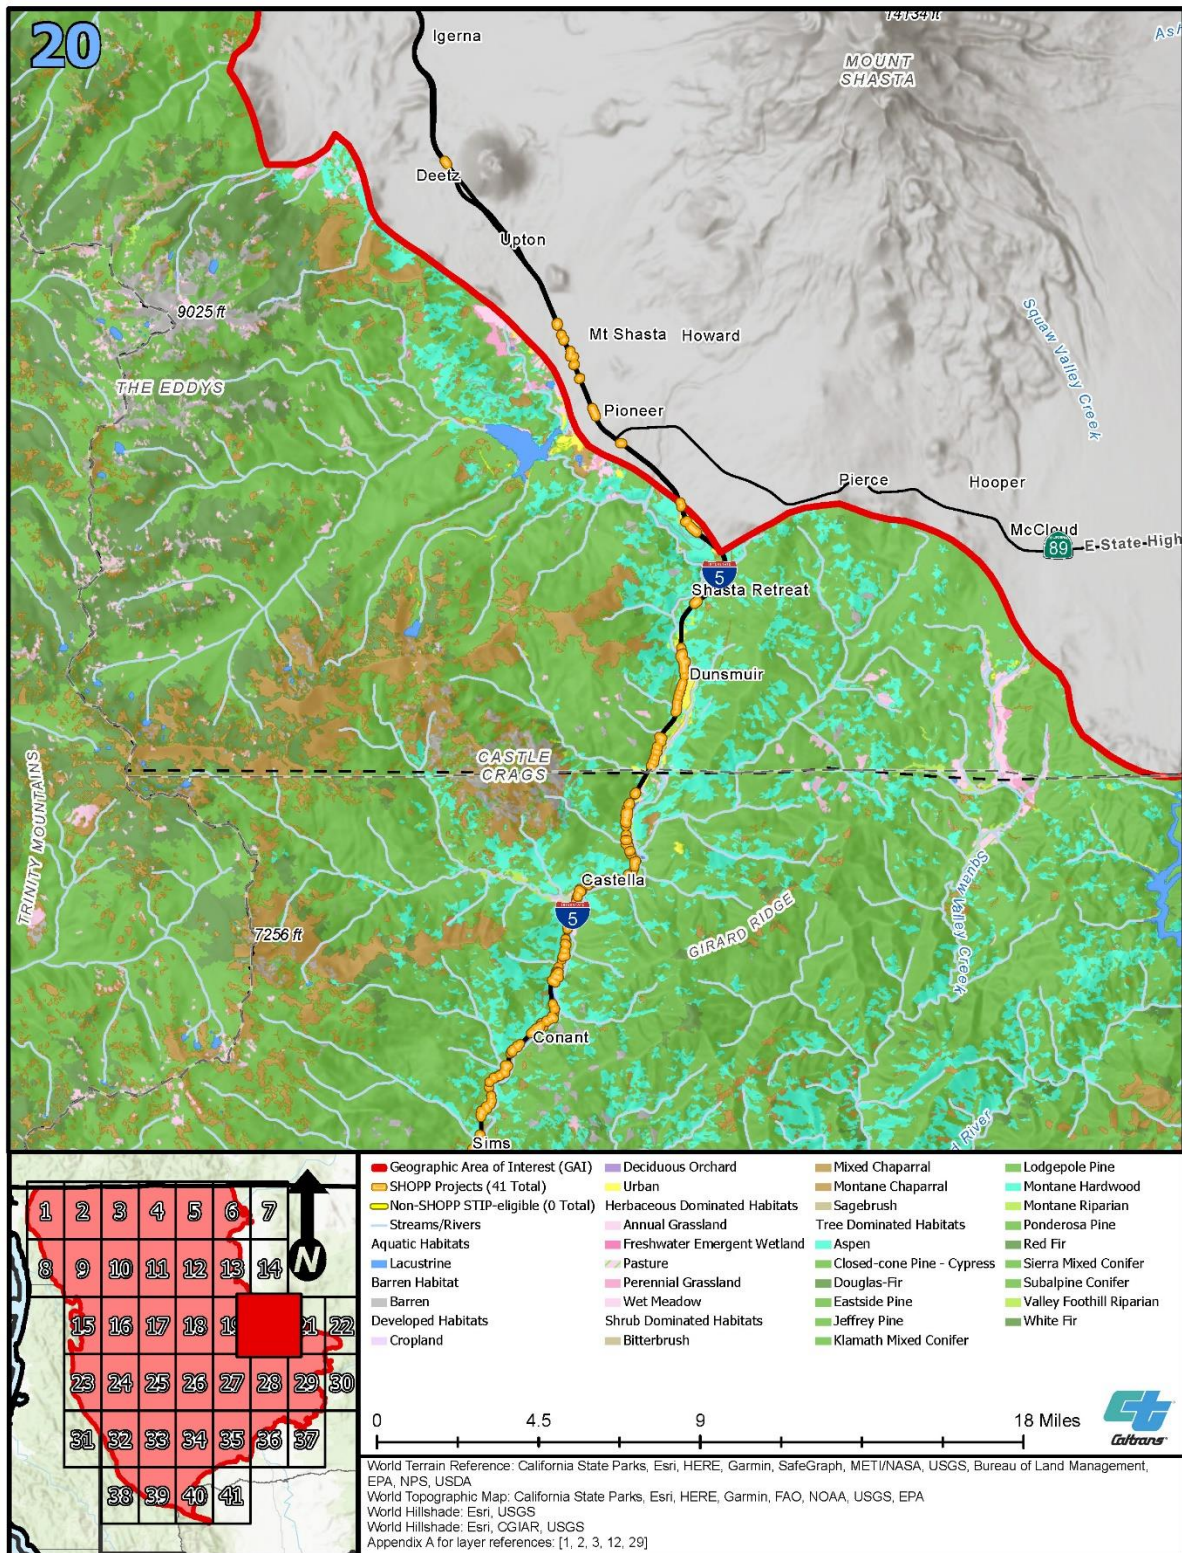 20
14134 ft
Igerna
Ash
MOUNT
SHASTA
Deetz
Upton
9025 ft
Squaw Valley Creek
Mt Shasta
Howard
THE EDDYS
Pioneer
Pierce
Hooper
McCloud
89
E State High
5
Shasta Retreat
Dunsmuir
CASTLE
CRAGS
TRINITY MOUNTAINS
Castella
5
Squaw Valley Creek
GIRARD RIDGE
7256 ft
Conant
River
Sims
1 2 3 4 5 6 7
8 9 10 11 12 13 14
15 16 17 18 19 21 22
23 24 25 26 27 28 29 30
31 32 33 34 35 36 37
38 39 40 41
N
Geographic Area of Interest (GAI)
SHOPP Projects (41 Total)
Non-SHOPP STIP-eligible (0 Total)
Streams/Rivers
Aquatic Habitats
Lacustrine
Barren Habitat
Barren
Developed Habitats
Cropland
Deciduous Orchard
Urban
Herbaceous Dominated Habitats
Annual Grassland
Freshwater Emergent Wetland
Pasture
Perennial Grassland
Wet Meadow
Shrub Dominated Habitats
Bitterbrush
Mixed Chaparral
Montane Chaparral
Sagebrush
Tree Dominated Habitats
Aspen
Closed-cone Pine - Cypress
Douglas-Fir
Eastside Pine
Jeffrey Pine
Klamath Mixed Conifer
Lodgepole Pine
Montane Hardwood
Montane Riparian
Ponderosa Pine
Red Fir
Sierra Mixed Conifer
Subalpine Conifer
Valley Foothill Riparian
White Fir
0 4.5 9 18 Miles
Caltrans
World Terrain Reference: California State Parks, Esri, HERE, Garmin, SafeGraph, METI/NASA, USGS, Bureau of Land Management,
EPA, NPS, USDA
World Topographic Map: California State Parks, Esri, HERE, Garmin, FAO, NOAA, USGS, EPA
World Hillshade: Esri, USGS
World Hillshade: Esri, CGIAR, USGS
Appendix A for layer references: [1, 2, 3, 12, 29]